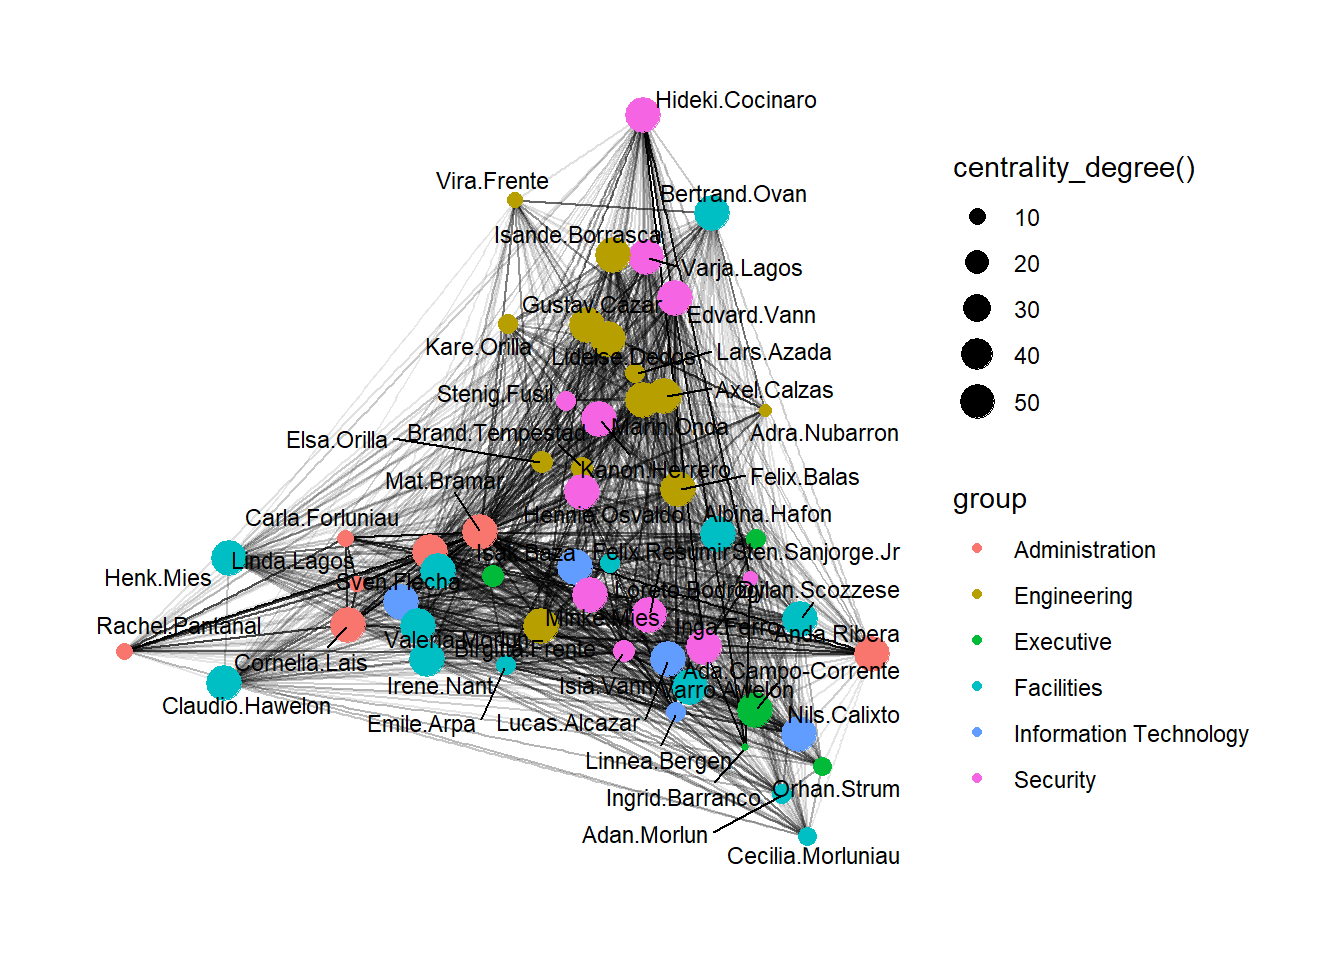 Hideki.Cocinaro
Vira.Frente
Bertrand.Ovan
Isande.Borrasca
Varja.Lagos
Gustav.Cazar
Edvard.Vann
Kare.Orilla
Lidelse.Dedos
Lars.Azada
Stenig.Fusil
Axel.Calzas
Elsa.Orilla
Brand.Tempestad
Marin.Onda
Adra.Nubarron
Kanon.Herrero
Felix.Balas
Mat.Bramar
Carla.Forluniau
Hennie.Osvaldo
Albina.Hafon
Linda.Lagos
Isak.Baza
Felix.Resumir
Sten.Sanjorge.Jr
Henk.Mies
Sven.Flecha
Loreto.Bodrogi
Dylan.Scozzese
Rachel.Pantanal
Minke.Mies
Inga.Ferro
Anda.Ribera
Valeria.Morlun
Birgitta.Frente
Cornelia.Lais
Ada.Campo-Corrente
Irene.Nant
Isia.Vann
Varro.Awelon
Claudio.Hawelon
Emile.Arpa
Lucas.Alcazar
Nils.Calixto
Linnea.Bergen
Ingrid.Barranco
Orhan.Strum
Adan.Morlun
Cecilia.Morluniau
centrality_degree()
10
20
30
40
50
group
Administration
Engineering
Executive
Facilities
Information Technology
Security